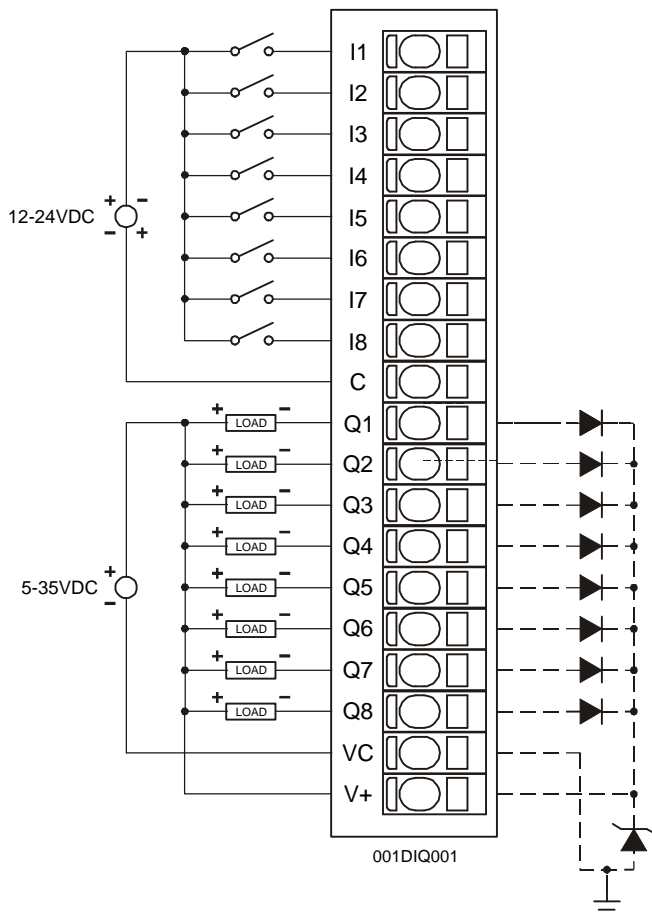 I1
I2
I3
I4
+ -
12-24VDC
- +
I5
I6
I7
I8
C
+ LOAD - Q1
+ LOAD - Q2
+ LOAD - Q3
+ LOAD - Q4
+
5-35VDC
-
+ LOAD - Q5
+ LOAD - Q6
+ LOAD - Q7
+ LOAD - Q8
VC
V+
001DIQ001